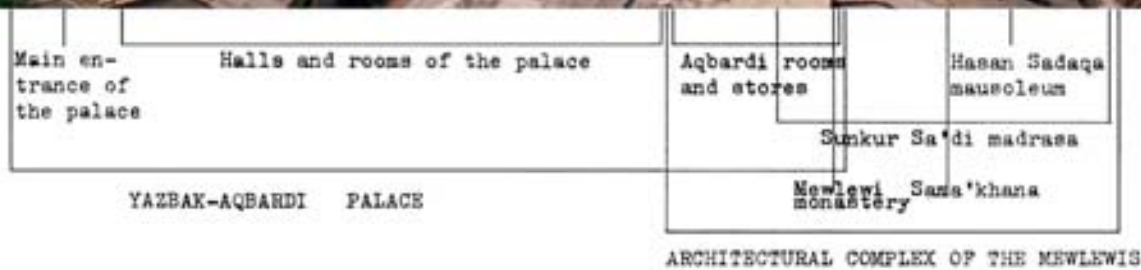 Main en-
trance of
the palace
Halls and rooms of the palace
Aqbardi rooms
and stores
Hasan Sadaqa
mausoleum
Sunkur Sa'di madrasa
Mewlewi
monastery
Sama'khana
YAZBAK-AQBARDI PALACE
ARCHITECTURAL COMPLEX OF THE MEWLEWIS